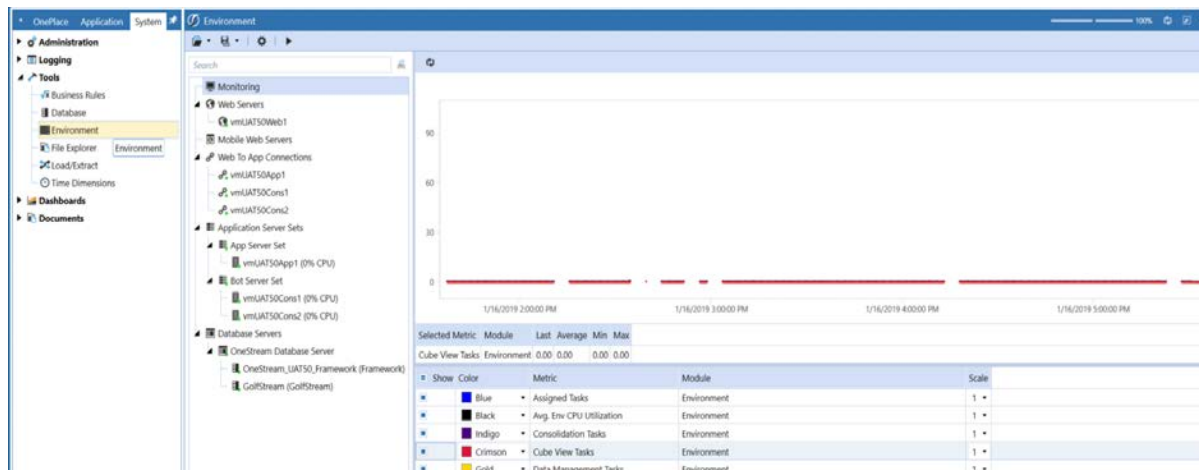 OnePlace Application System
Administration
Logging
Tools
Business Rules
Database
Environment
File Explorer
Environment
Load/Extract
Time Dimensions
Dashboards
Documents
Environment
100%
Search
Monitoring
Web Servers
vmUAT50Web1
Mobile Web Servers
Web To App Connections
vmUAT50App1
vmUAT50Cons1
vmUAT50Cons2
Application Server Sets
App Server Set
vmUAT50App1 (0% CPU)
Bot Server Set
vmUAT50Cons1 (0% CPU)
vmUAT50Cons2 (0% CPU)
Database Servers
OneStream Database Server
OneStream_UAT50_Framework (Framework)
GolfStream (GolfStream)
90
60
30
0
1/16/2019 2:00:00 PM 1/16/2019 3:00:00 PM 1/16/2019 4:00:00 PM 1/16/2019 5:00:00 PM
Selected Metric Module Last Average Min Max
Cube View Tasks Environment 0.00 0.00 0.00 0.00
Show Color Metric Module Scale
Blue Assigned Tasks Environment 1
Black Avg. Env CPU Utilization Environment 1
Indigo Consolidation Tasks Environment 1
Crimson Cube View Tasks Environment 1
Gold Data Management Tasks Environment 1